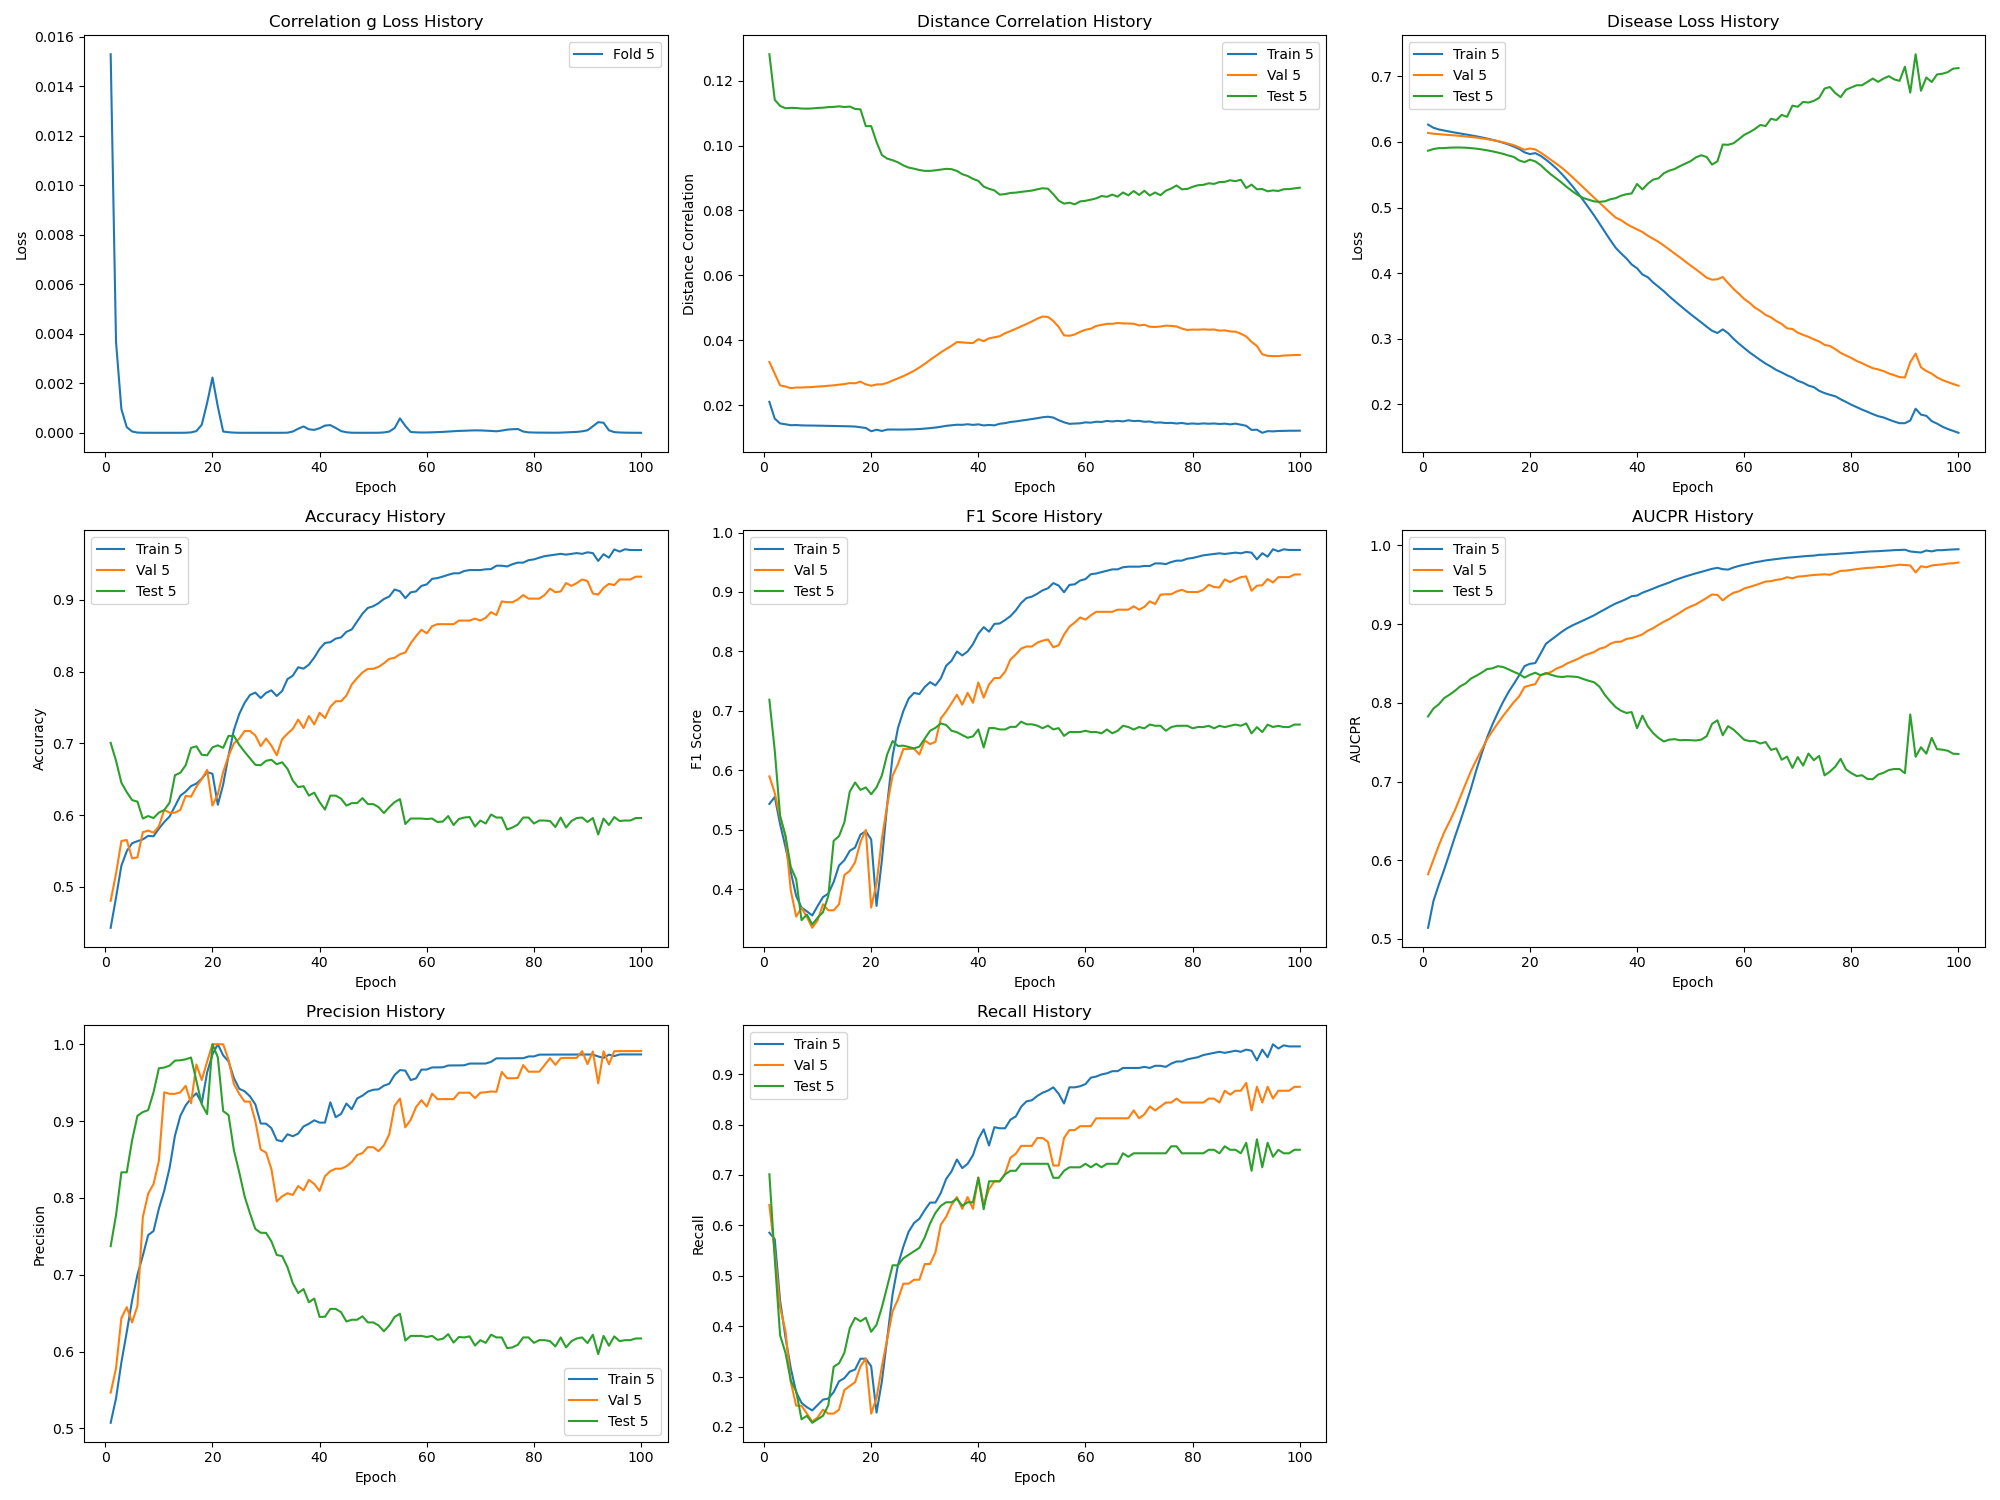 Correlation g Loss History
Loss
0.016
0.014
0.012
0.010
0.008
0.006
0.004
0.002
0.000
0 20 40 60 80 100
Epoch
Fold 5
Distance Correlation History
Distance Correlation
0.12
0.10
0.08
0.06
0.04
0.02
0 20 40 60 80 100
Epoch
Train 5
Val 5
Test 5
Disease Loss History
Loss
0.7
0.6
0.5
0.4
0.3
0.2
0 20 40 60 80 100
Epoch
Train 5
Val 5
Test 5
Accuracy History
Accuracy
0.9
0.8
0.7
0.6
0.5
0 20 40 60 80 100
Epoch
Train 5
Val 5
Test 5
F1 Score History
F1 Score
1.0
0.9
0.8
0.7
0.6
0.5
0.4
0 20 40 60 80 100
Epoch
Train 5
Val 5
Test 5
AUCPR History
AUCPR
1.0
0.9
0.8
0.7
0.6
0.5
0 20 40 60 80 100
Epoch
Train 5
Val 5
Test 5
Precision History
Precision
1.0
0.9
0.8
0.7
0.6
0.5
0 20 40 60 80 100
Epoch
Train 5
Val 5
Test 5
Recall History
Recall
0.9
0.8
0.7
0.6
0.5
0.4
0.3
0.2
0 20 40 60 80 100
Epoch
Train 5
Val 5
Test 5